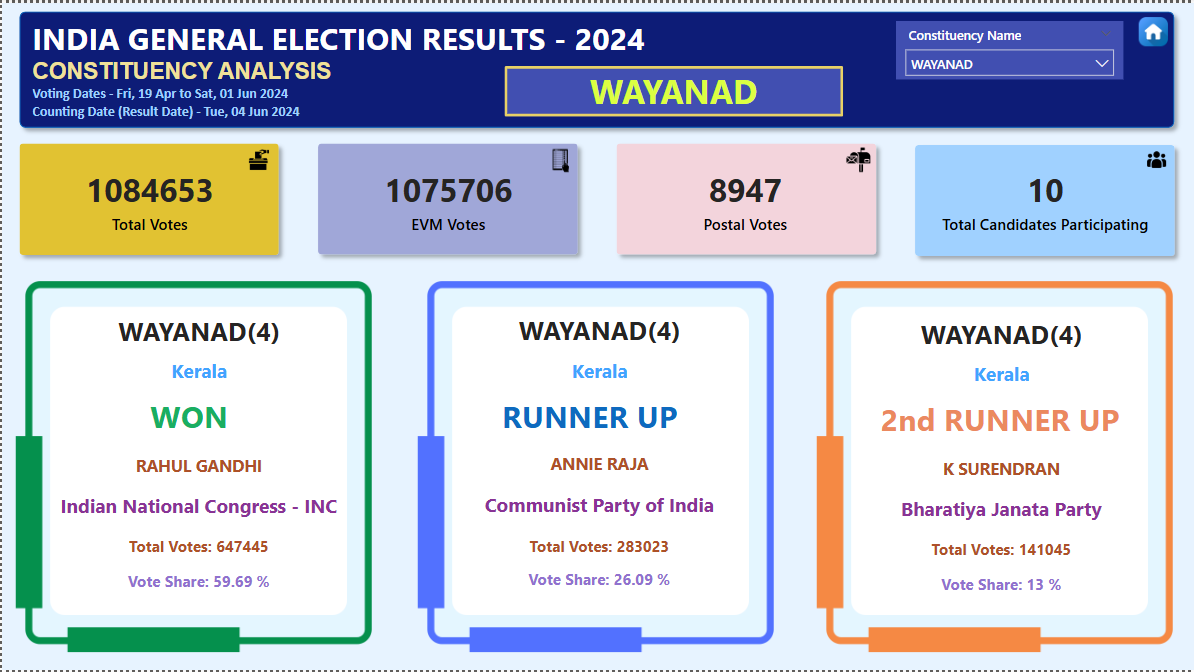 INDIA GENERAL ELECTION RESULTS - 2024
CONSTITUENCY ANALYSIS
Voting Dates - Fri, 19 Apr to Sat, 01 Jun 2024
Counting Date (Result Date) - Tue, 04 Jun 2024
WAYANAD
Constituency Name
WAYANAD
1084653
Total Votes
1075706
EVM Votes
8947
Postal Votes
10
Total Candidates Participating
WAYANAD(4)
Kerala
WON
RAHUL GANDHI
Indian National Congress - INC
Total Votes: 647445
Vote Share: 59.69 %
WAYANAD(4)
Kerala
RUNNER UP
ANNIE RAJA
Communist Party of India
Total Votes: 283023
Vote Share: 26.09 %
WAYANAD(4)
Kerala
2nd RUNNER UP
K SURENDRAN
Bharatiya Janata Party
Total Votes: 141045
Vote Share: 13 %